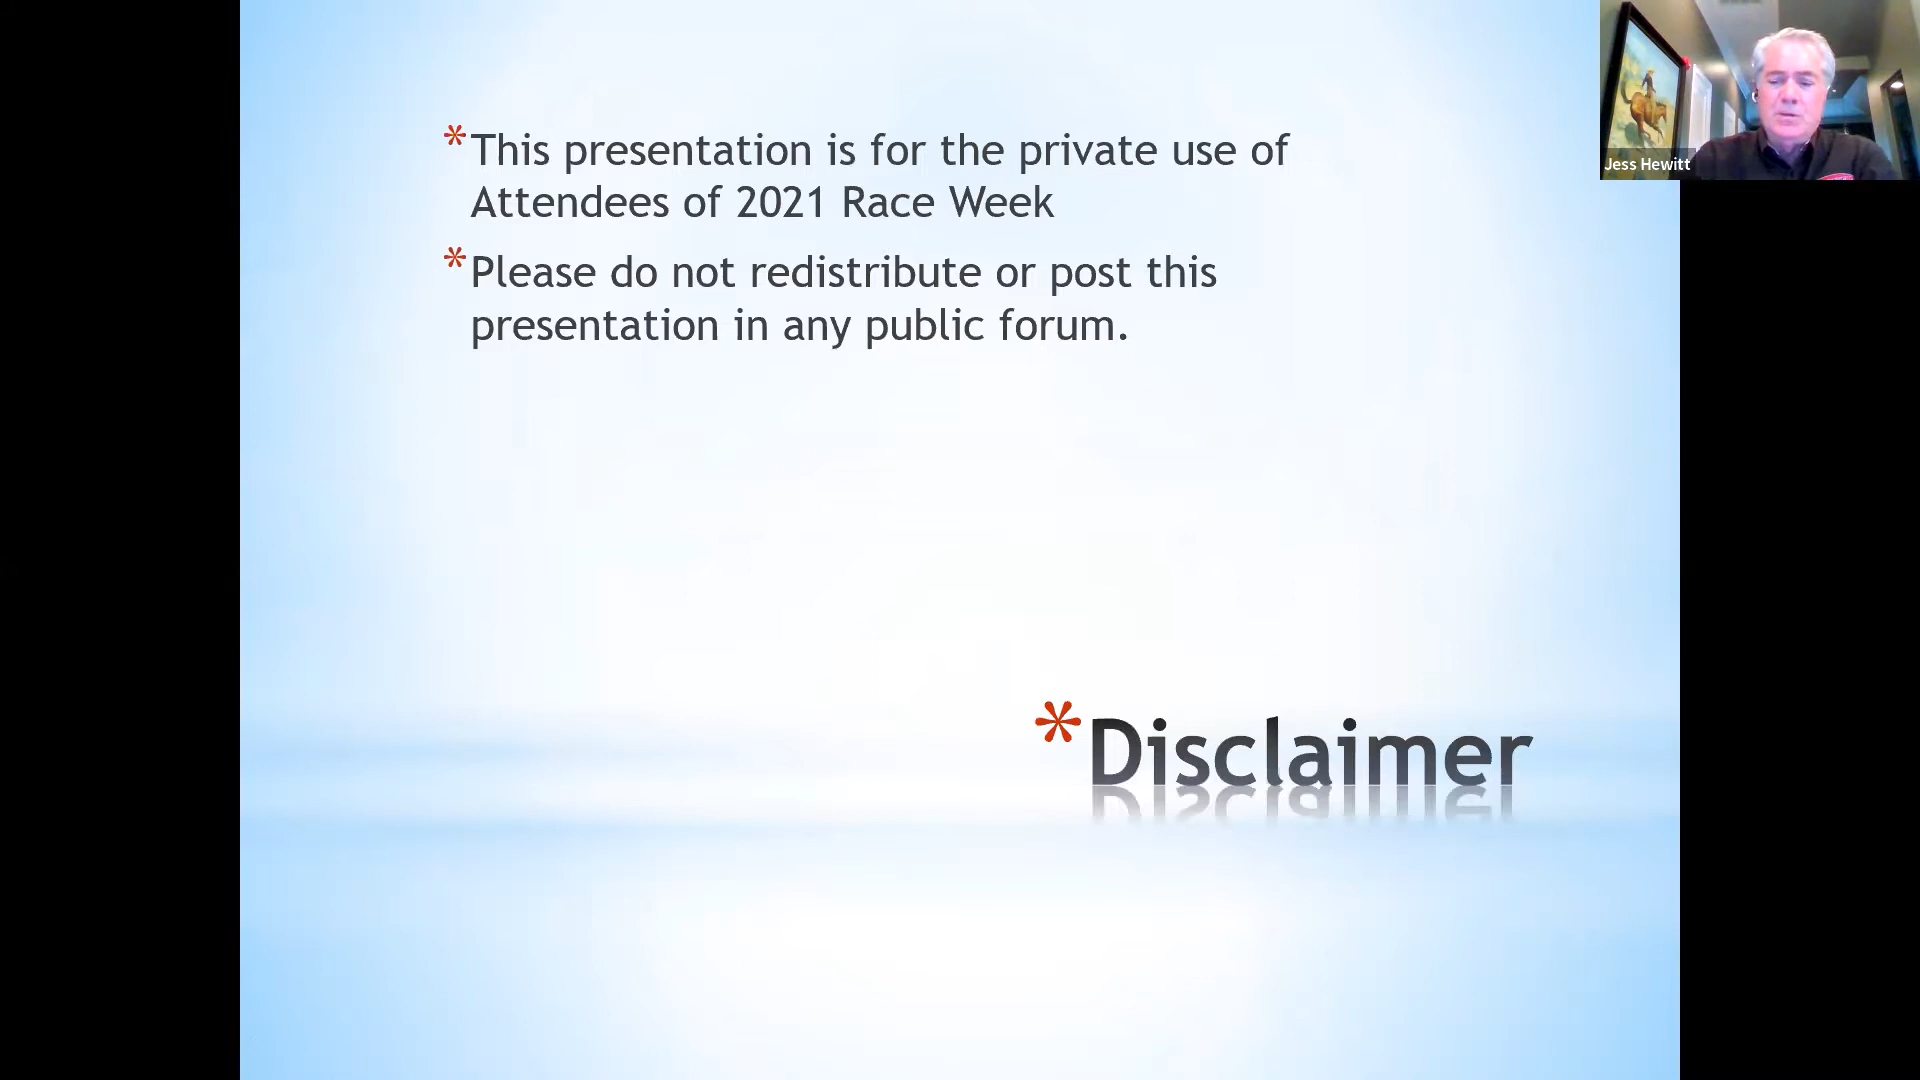 * This presentation is for the private use of
Attendees of 2021 Race Week
* Please do not redistribute or post this
presentation in any public forum.
* Disclaimer
Jess Hewitt